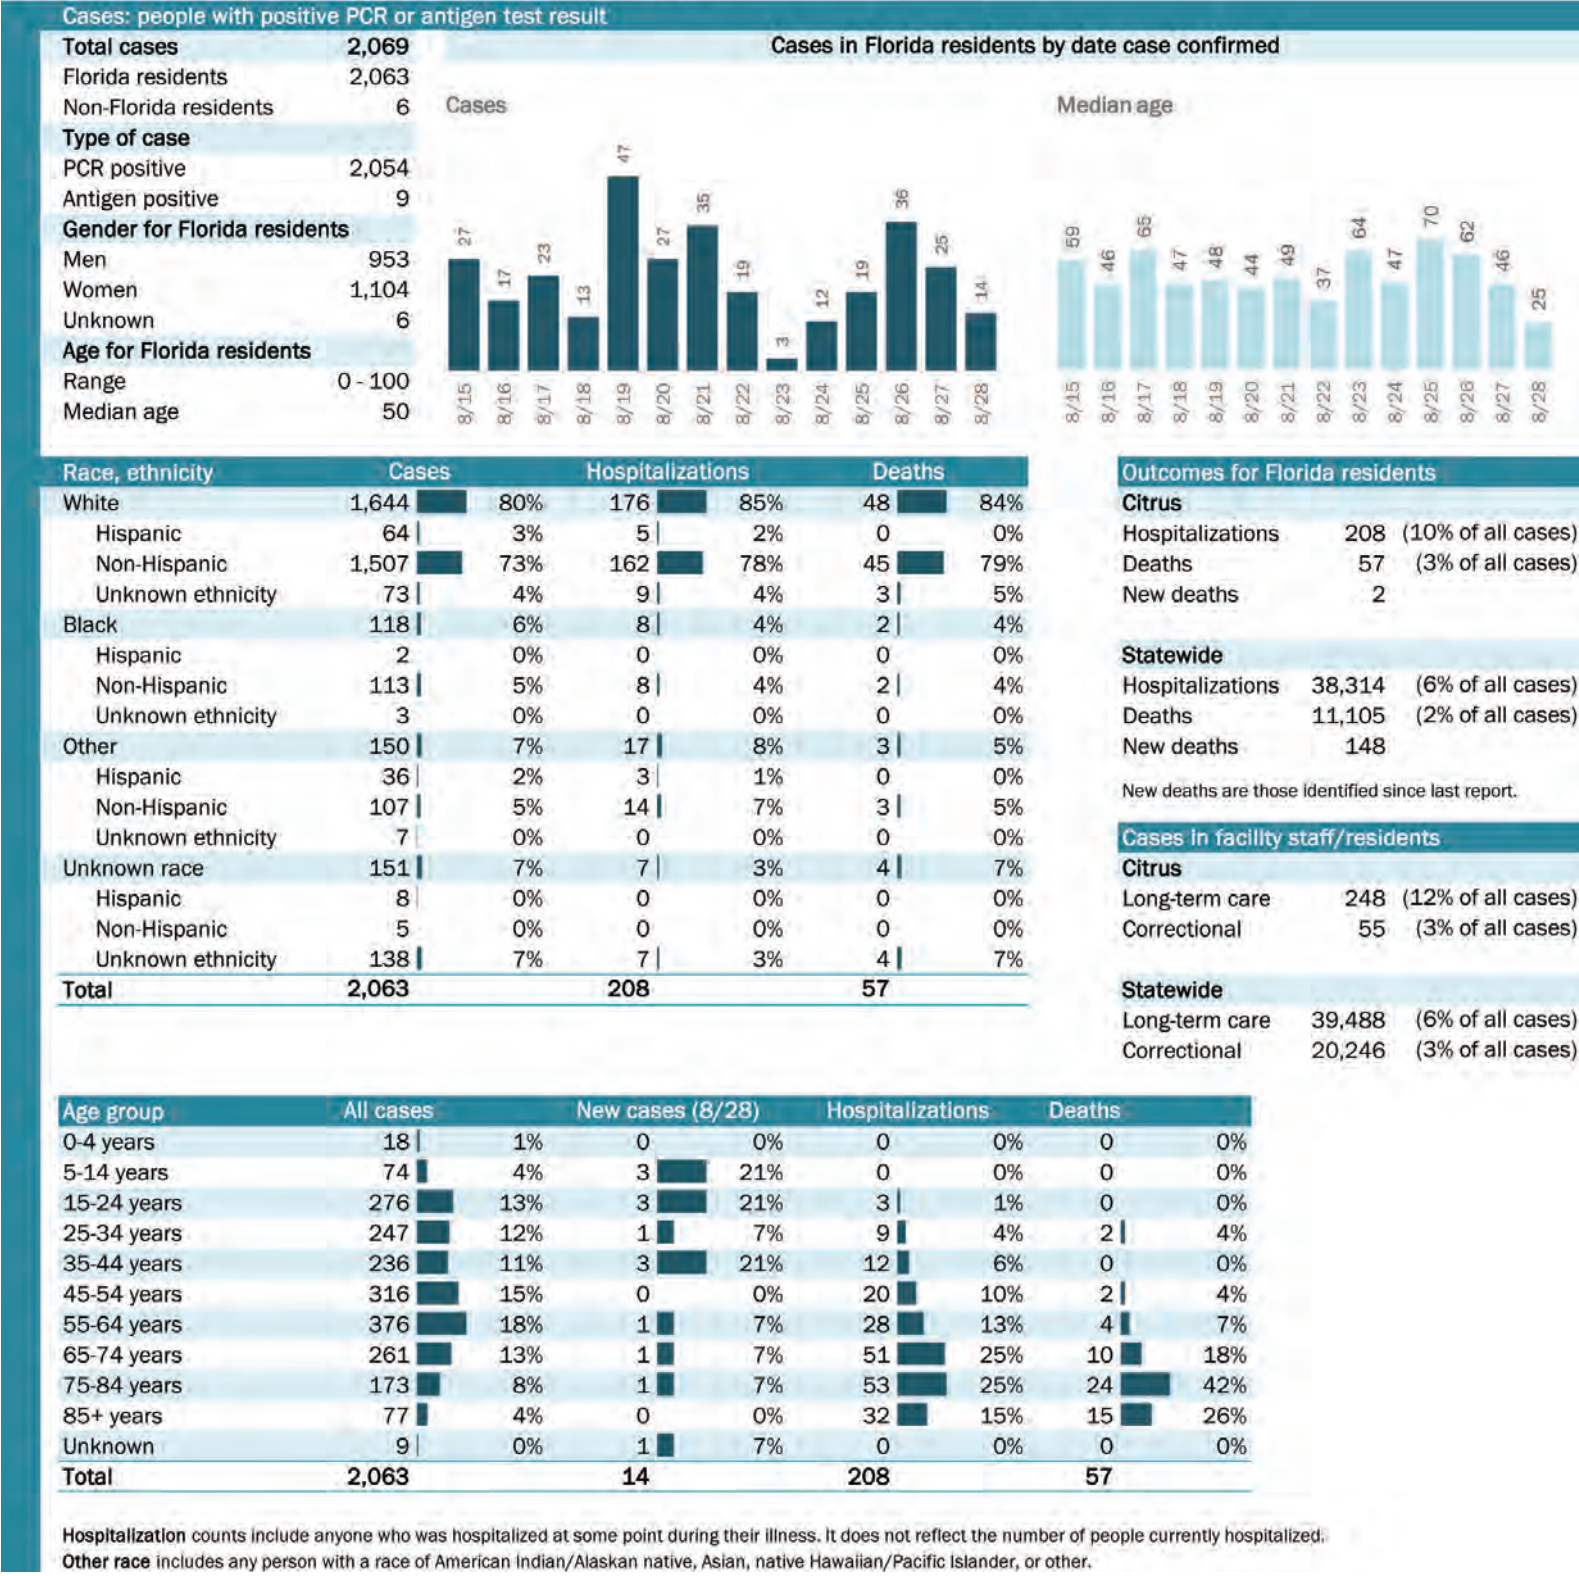 Cases: people with positive PCR or antigen test result
Total cases 2,069
Florida residents 2,063
Non-Florida residents 6
Type of case
PCR positive 2,054
Antigen positive 9
Gender for Florida residents
Men 953
Women 1,104
Unknown 6
Age for Florida residents
Range 0 - 100
Median age 50
Cases in Florida residents by date case confirmed
Cases
27 17 23 13 47 27 35 19 3 12 19 36 25 14
8/15 8/16 8/17 8/18 8/19 8/20 8/21 8/22 8/23 8/24 8/25 8/26 8/27 8/28
Median age
59 46 65 47 48 44 49 37 64 47 70 62 46 25
8/15 8/16 8/17 8/18 8/19 8/20 8/21 8/22 8/23 8/24 8/25 8/26 8/27 8/28
Race, ethnicity Cases Hospitalizations Deaths
White 1,644 80% 176 85% 48 84%
Hispanic 64 3% 5 2% 0 0%
Non-Hispanic 1,507 73% 162 78% 45 79%
Unknown ethnicity 73 4% 9 4% 3 5%
Black 118 6% 8 4% 2 4%
Hispanic 2 0% 0 0% 0 0%
Non-Hispanic 113 5% 8 4% 2 4%
Unknown ethnicity 3 0% 0 0% 0 0%
Other 150 7% 17 8% 3 5%
Hispanic 36 2% 3 1% 0 0%
Non-Hispanic 107 5% 14 7% 3 5%
Unknown ethnicity 7 0% 0 0% 0 0%
Unknown race 151 7% 7 3% 4 7%
Hispanic 8 0% 0 0% 0 0%
Non-Hispanic 5 0% 0 0% 0 0%
Unknown ethnicity 138 7% 7 3% 4 7%
Total 2,063 208 57
Outcomes for Florida residents
Citrus
Hospitalizations 208 (10% of all cases)
Deaths 57 (3% of all cases)
New deaths 2
Statewide
Hospitalizations 38,314 (6% of all cases)
Deaths 11,105 (2% of all cases)
New deaths 148
New deaths are those identified since last report.
Cases in facility staff/residents
Citrus
Long-term care 248 (12% of all cases)
Correctional 55 (3% of all cases)
Statewide
Long-term care 39,488 (6% of all cases)
Correctional 20,246 (3% of all cases)
Age group All cases New cases (8/28) Hospitalizations Deaths
0-4 years 18 1% 0 0% 0 0% 0 0%
5-14 years 74 4% 3 21% 0 0% 0 0%
15-24 years 276 13% 3 21% 3 1% 0 0%
25-34 years 247 12% 1 7% 9 4% 2 4%
35-44 years 236 11% 3 21% 12 6% 0 0%
45-54 years 316 15% 0 0% 20 10% 2 4%
55-64 years 376 18% 1 7% 28 13% 4 7%
65-74 years 261 13% 1 7% 51 25% 10 18%
75-84 years 173 8% 1 7% 53 25% 24 42%
85+ years 77 4% 0 0% 32 15% 15 26%
Unknown 9 0% 1 7% 0 0% 0 0%
Total 2,063 14 208 57
Hospitalization counts include anyone who was hospitalized at some point during their illness. It does not reflect the number of people currently hospitalized.
Other race includes any person with a race of American Indian/Alaskan native, Asian, native Hawaiian/Pacific Islander, or other.